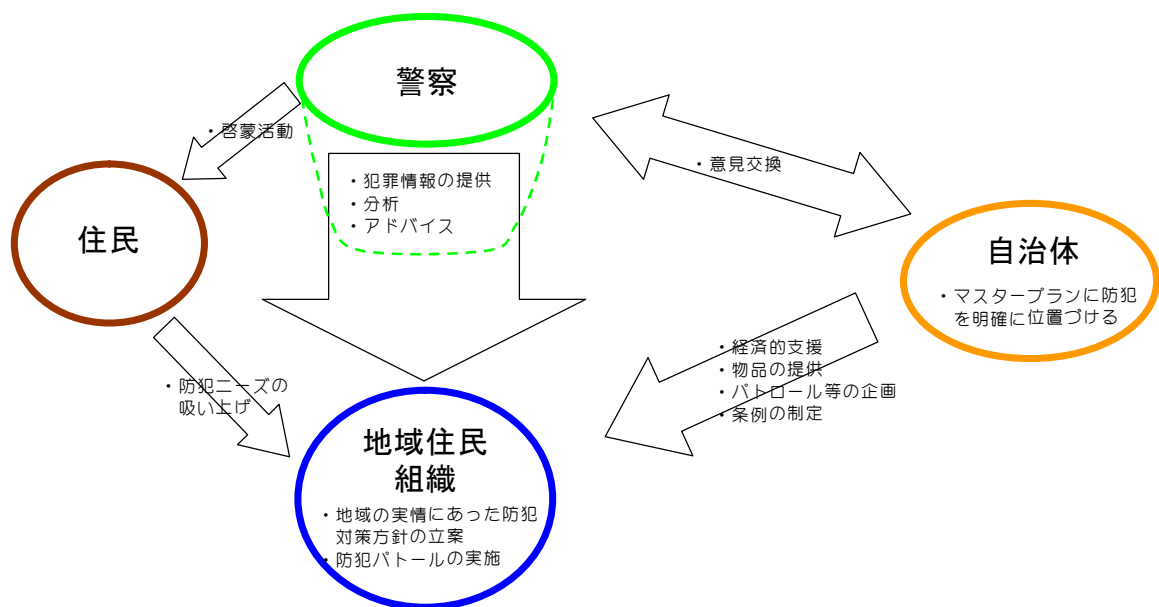 警察
・啓蒙活動
・犯罪情報の提供
・分析
・アドバイス
・意見交換
住民
自治体
・マスタープランに防犯
を明確に位置づける
・防犯ニーズの
吸い上げ
・経済的支援
・物品の提供
・パトロール等の企画
・条例の制定
地域住民
組織
・地域の実情にあった防犯
対策方針の立案
・防犯パトールの実施